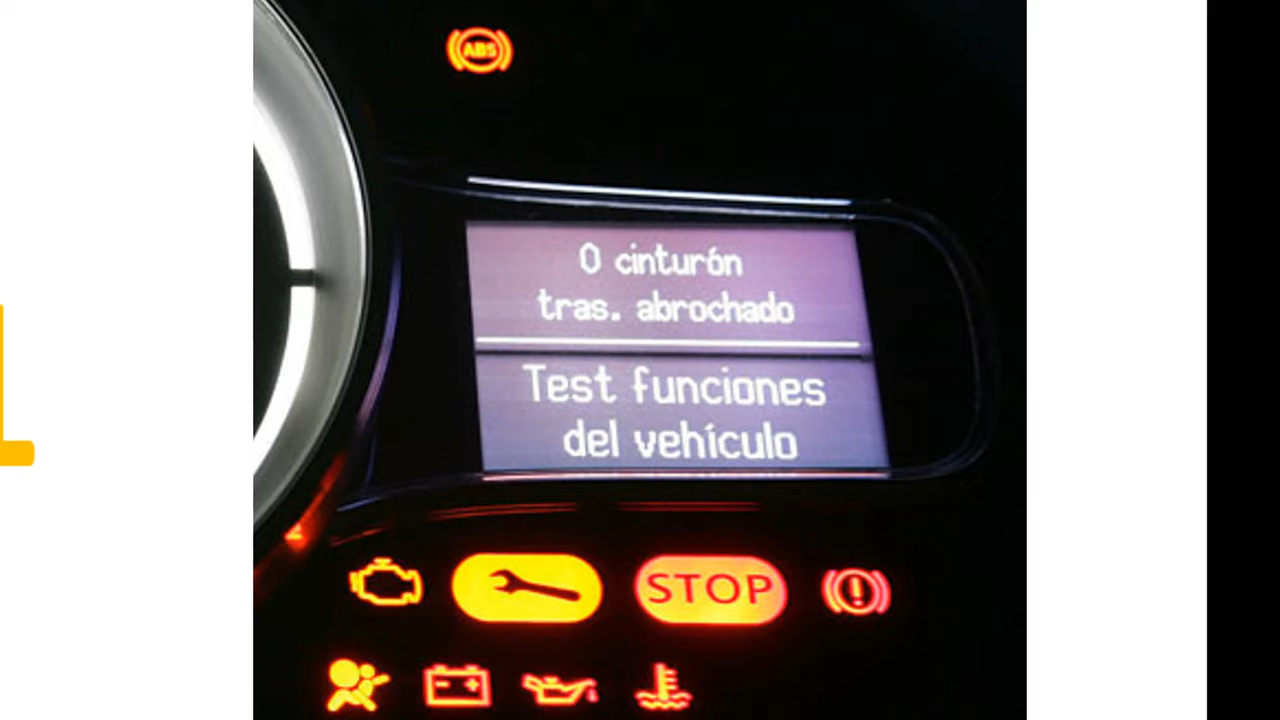 ABS
0 cinturón
tras. abrochado
Test funciones
del vehículo
STOP